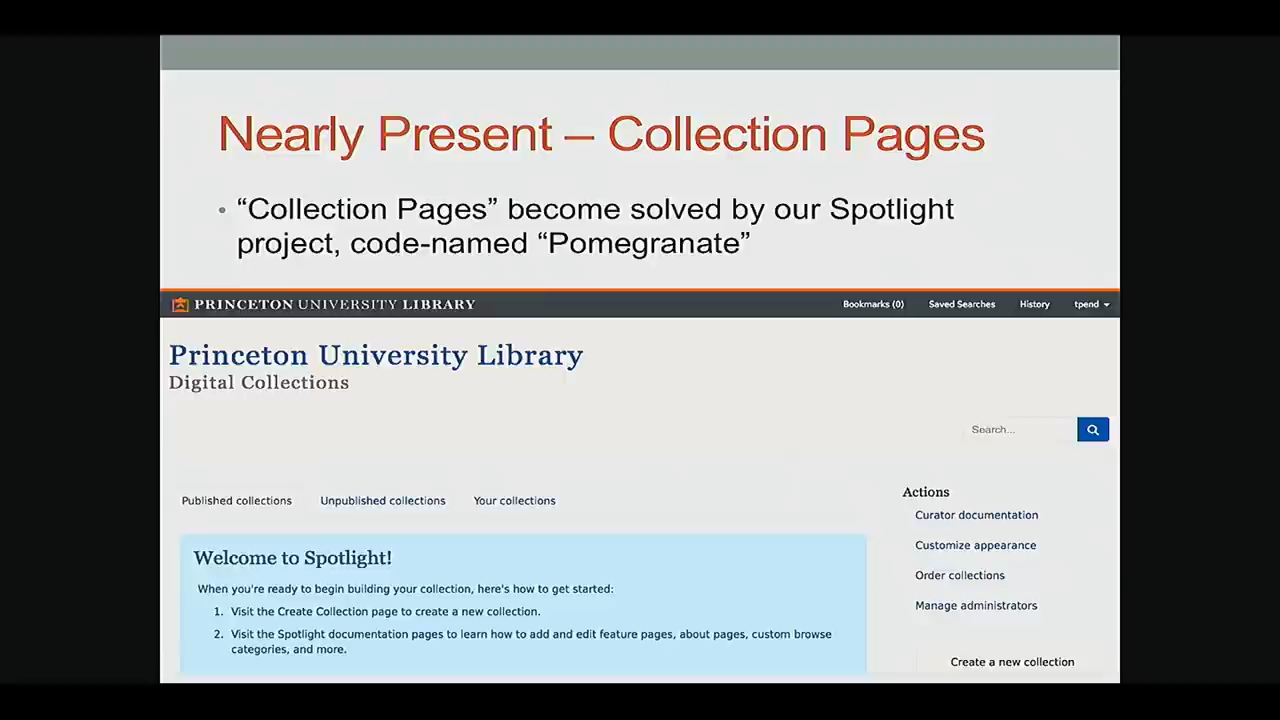 Nearly Present – Collection Pages
• “Collection Pages” become solved by our Spotlight
project, code-named “Pomegranate”
PRINCETON UNIVERSITY LIBRARY
Bookmarks (0) Saved Searches History tpend
Princeton University Library
Digital Collections
Search...
Published collections Unpublished collections Your collections
Actions
Curator documentation
Customize appearance
Order collections
Manage administrators
Create a new collection
Welcome to Spotlight!
When you're ready to begin building your collection, here's how to get started:
1. Visit the Create Collection page to create a new collection.
2. Visit the Spotlight documentation pages to learn how to add and edit feature pages, about pages, custom browse
categories, and more.